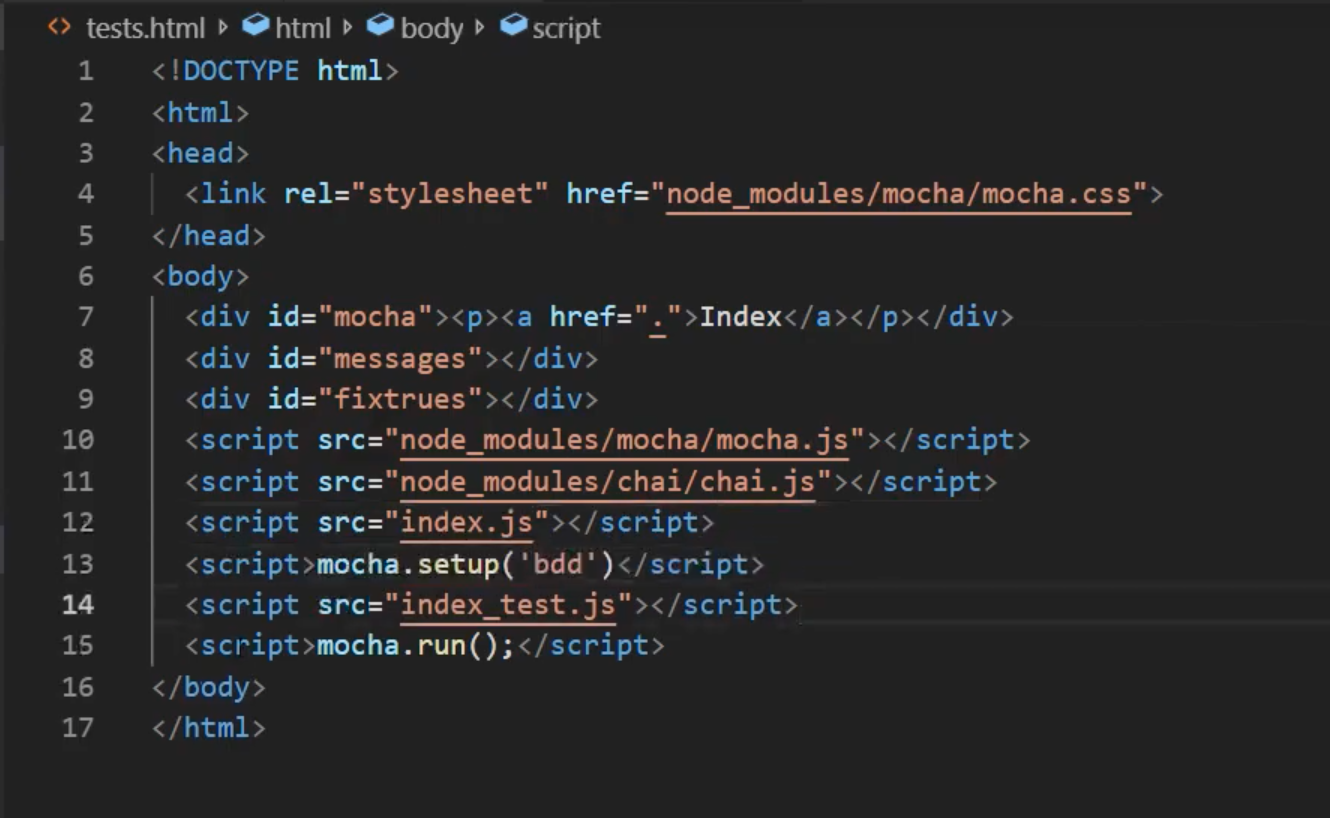 tests.html html body script
1 <!DOCTYPE html>
2 <html>
3 <head>
4 <link rel="stylesheet" href="node_modules/mocha/mocha.css">
5 </head>
6 <body>
7 <div id="mocha"><p><a href=".">Index</a></p></div>
8 <div id="messages"></div>
9 <div id="fixtrues"></div>
10 <script src="node_modules/mocha/mocha.js"></script>
11 <script src="node_modules/chai/chai.js"></script>
12 <script src="index.js"></script>
13 <script>mocha.setup('bdd')</script>
14 <script src="index_test.js"></script>
15 <script>mocha.run();</script>
16 </body>
17 </html>